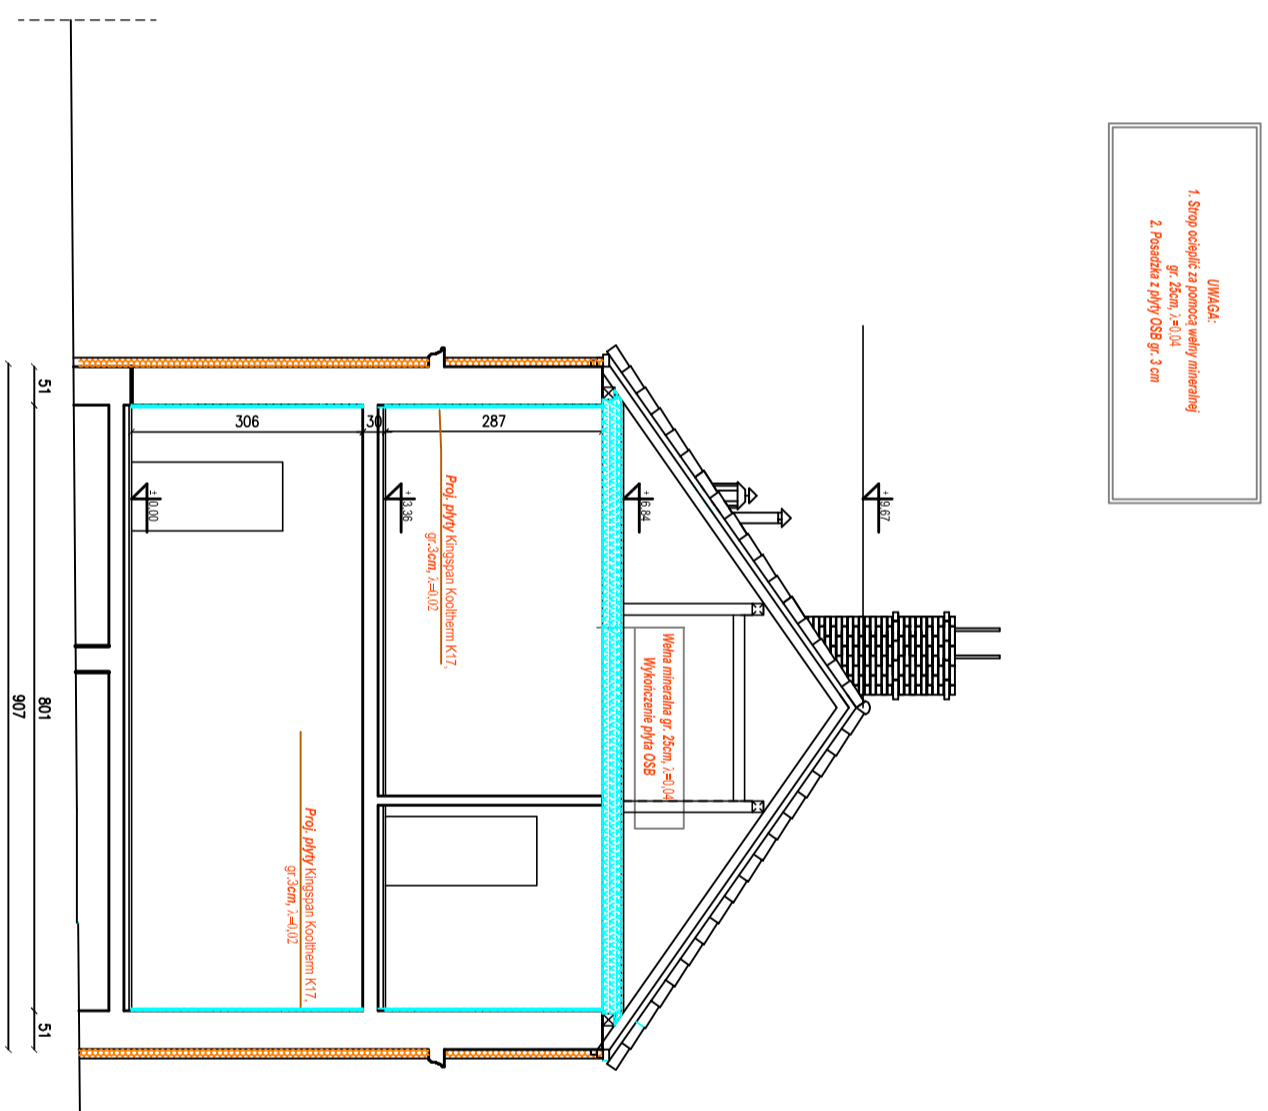 UWAGA:
1. Strop ocieplić za pomocą wełny mineralnej
gr. 25cm, λ=0,04
2. Posadzka z płyty OSB gr. 3 cm
+9.67
+6.84
+3.36
±0.00
Wełna mineralna gr. 25cm, λ=0,04
Wykończenie płyta OSB
Proj. płyty Kingspan Kooltherm K17,
gr.3cm, λ=0,02
Proj. płyty Kingspan Kooltherm K17,
gr.3cm, λ=0,02
287
30
306
51
801
51
907